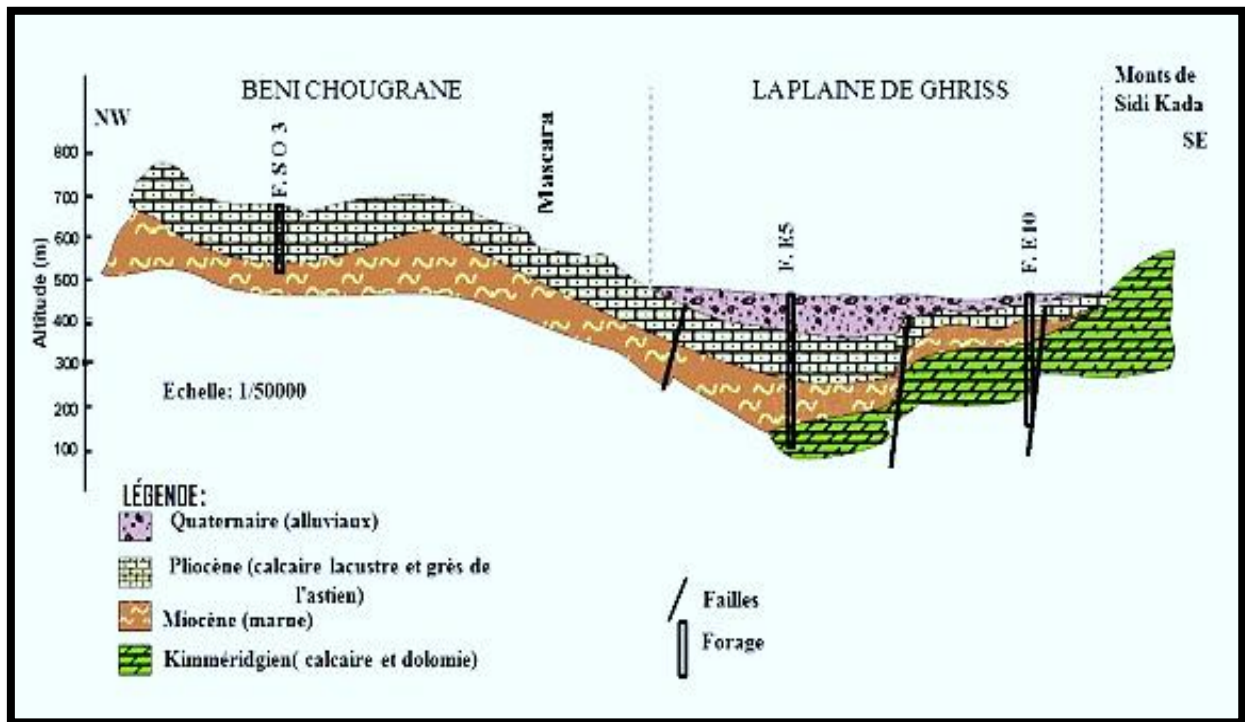 BENI CHOUGRANE
LA PLAINE DE GHRISS
Monts de
Sidi Kada
NW
SE
Mascara
F. S O 3
F. E5
F. E10
Altitude (m)
800
700
600
500
400
300
200
100
Echelle: 1/50000
LÉGENDE:
Quaternaire (alluviaux)
Pliocène (calcaire lacustre et grès de
l'astien)
Miocène (marne)
Kimméridgien( calcaire et dolomie)
Failles
Forage